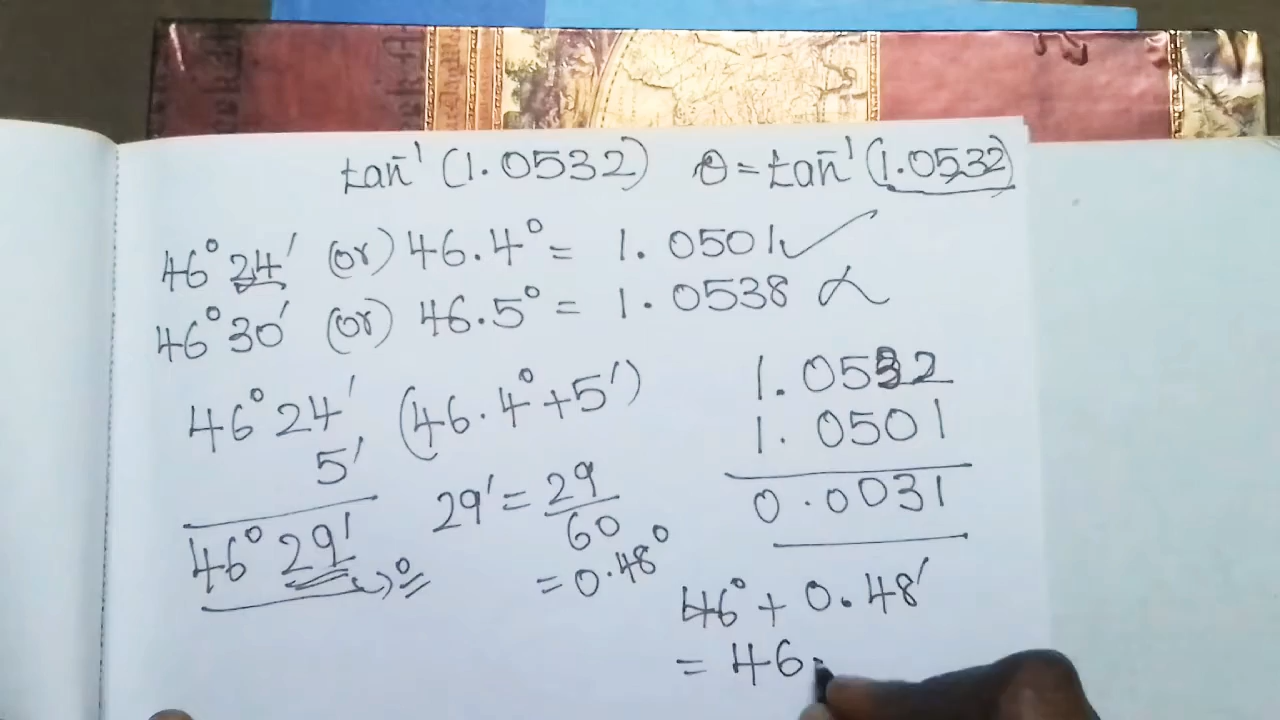 tan⁻¹(1.0532) θ = tan⁻¹(1.0532)
46°24′ (or) 46.4° = 1.0501
46°30′ (or) 46.5° = 1.0538
46°24′ (46.4°+5′)
5′
46°29′
29′ = 29/60
= 0.48°
1.0532
1.0501
0.0031
46° + 0.48′
= 46.